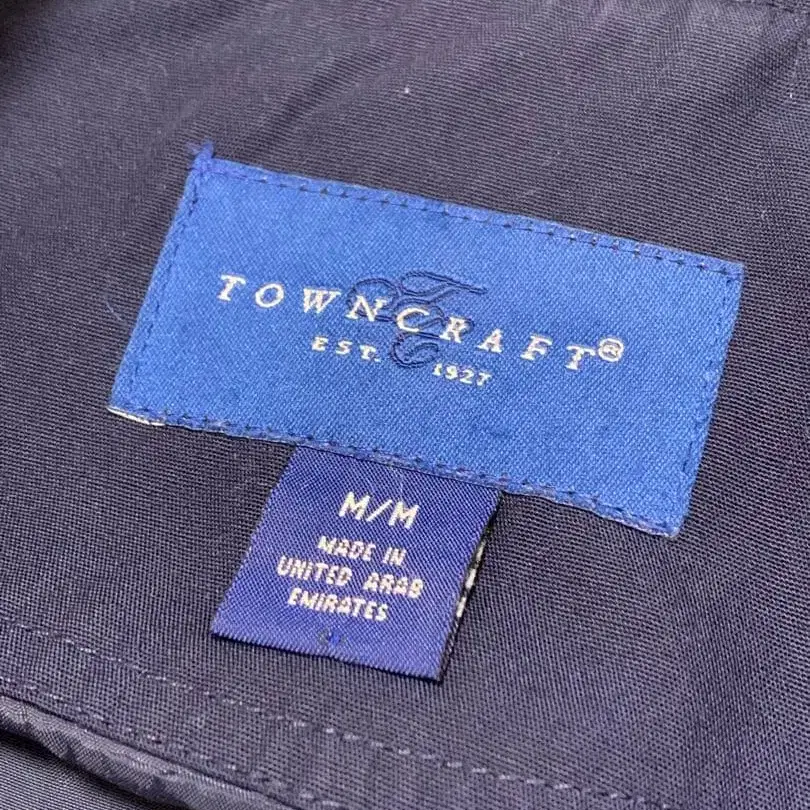 TOWNCRAFT®
EST. 1927
M/M
MADE IN
UNITED ARAB
EMIRATES